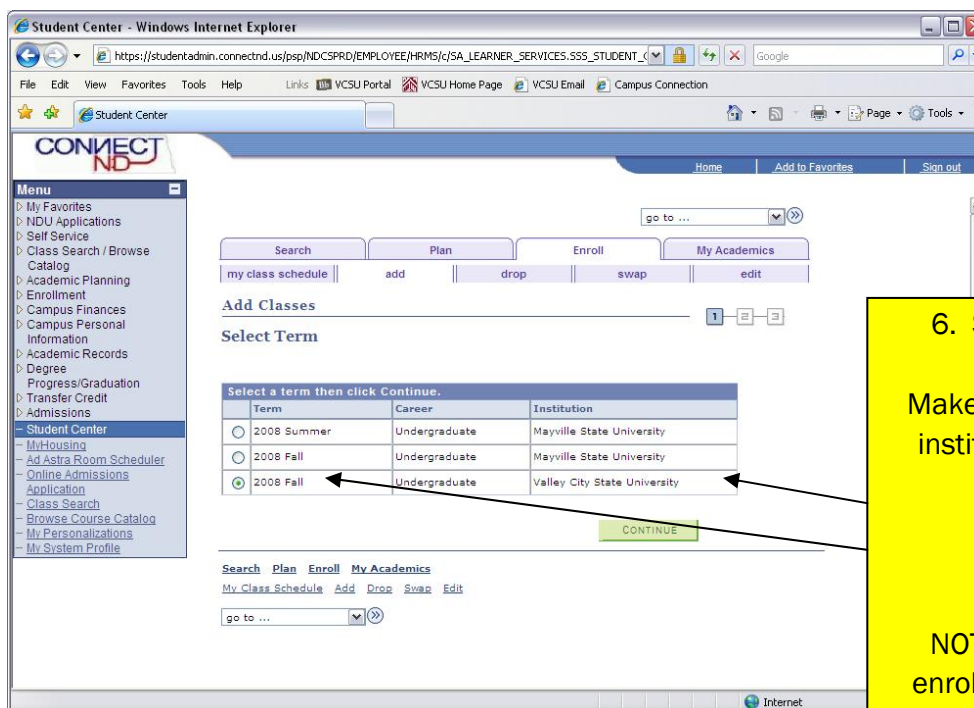 Student Center - Windows Internet Explorer
https://studentadmin.connectnd.us/psp/NDCSPRD/EMPLOYEE/HRMS/c/SA_LEARNER_SERVICES.SSS_STUDENT_C
Google
File Edit View Favorites Tools Help Links VCSU Portal VCSU Home Page VCSU Email Campus Connection
Student Center
Page Tools
CONNECT
ND
Home Add to Favorites Sign out
Menu
My Favorites
NDU Applications
Self Service
Class Search / Browse
Catalog
Academic Planning
Enrollment
Campus Finances
Campus Personal
Information
Academic Records
Degree
Progress/Graduation
Transfer Credit
Admissions
– Student Center
– MyHousing
– Ad Astra Room Scheduler
– Online Admissions
Application
– Class Search
– Browse Course Catalog
– My Personalizations
– My System Profile
go to ...
Search Plan Enroll My Academics
my class schedule add drop swap edit
Add Classes
1 2 3
Select Term
Select a term then click Continue.
Term Career Institution
2008 Summer Undergraduate Mayville State University
2008 Fall Undergraduate Mayville State University
2008 Fall Undergraduate Valley City State University
CONTINUE
Search Plan Enroll My Academics
My Class Schedule Add Drop Swap Edit
go to ...
Internet
6.
Make